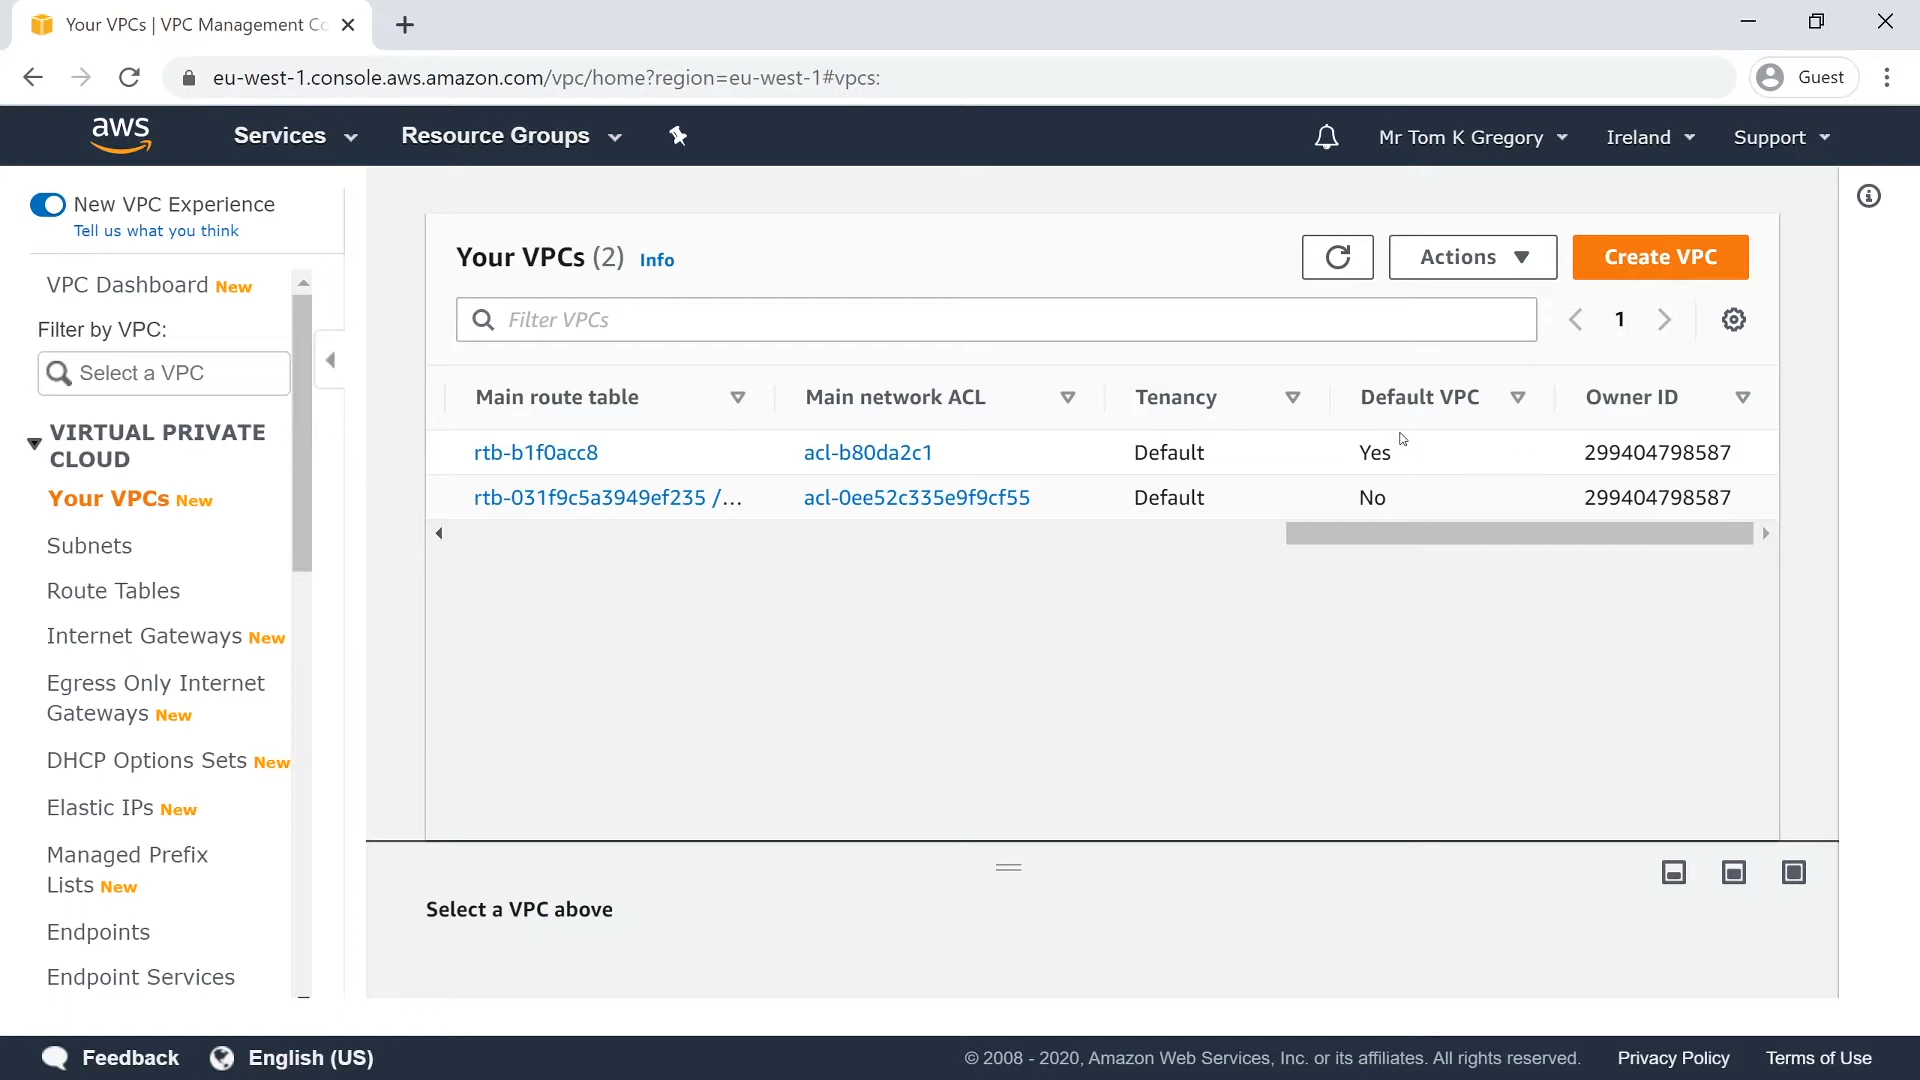 Your VPCs | VPC Management Co
eu-west-1.console.aws.amazon.com/vpc/home?region=eu-west-1#vpcs:
Guest
aws
Services
Resource Groups
Mr Tom K Gregory
Ireland
Support
New VPC Experience
Tell us what you think
VPC Dashboard New
Filter by VPC:
Select a VPC
VIRTUAL PRIVATE
CLOUD
Your VPCs New
Subnets
Route Tables
Internet Gateways New
Egress Only Internet
Gateways New
DHCP Options Sets New
Elastic IPs New
Managed Prefix
Lists New
Endpoints
Endpoint Services
Your VPCs (2) Info
Actions
Create VPC
Filter VPCs
1
Main route table Main network ACL Tenancy Default VPC Owner ID
rtb-b1f0acc8 acl-b80da2c1 Default Yes 299404798587
rtb-031f9c5a3949ef235 /... acl-0ee52c335e9f9cf55 Default No 299404798587
Select a VPC above
Feedback
English (US)
© 2008 - 2020, Amazon Web Services, Inc. or its affiliates. All rights reserved.
Privacy Policy
Terms of Use